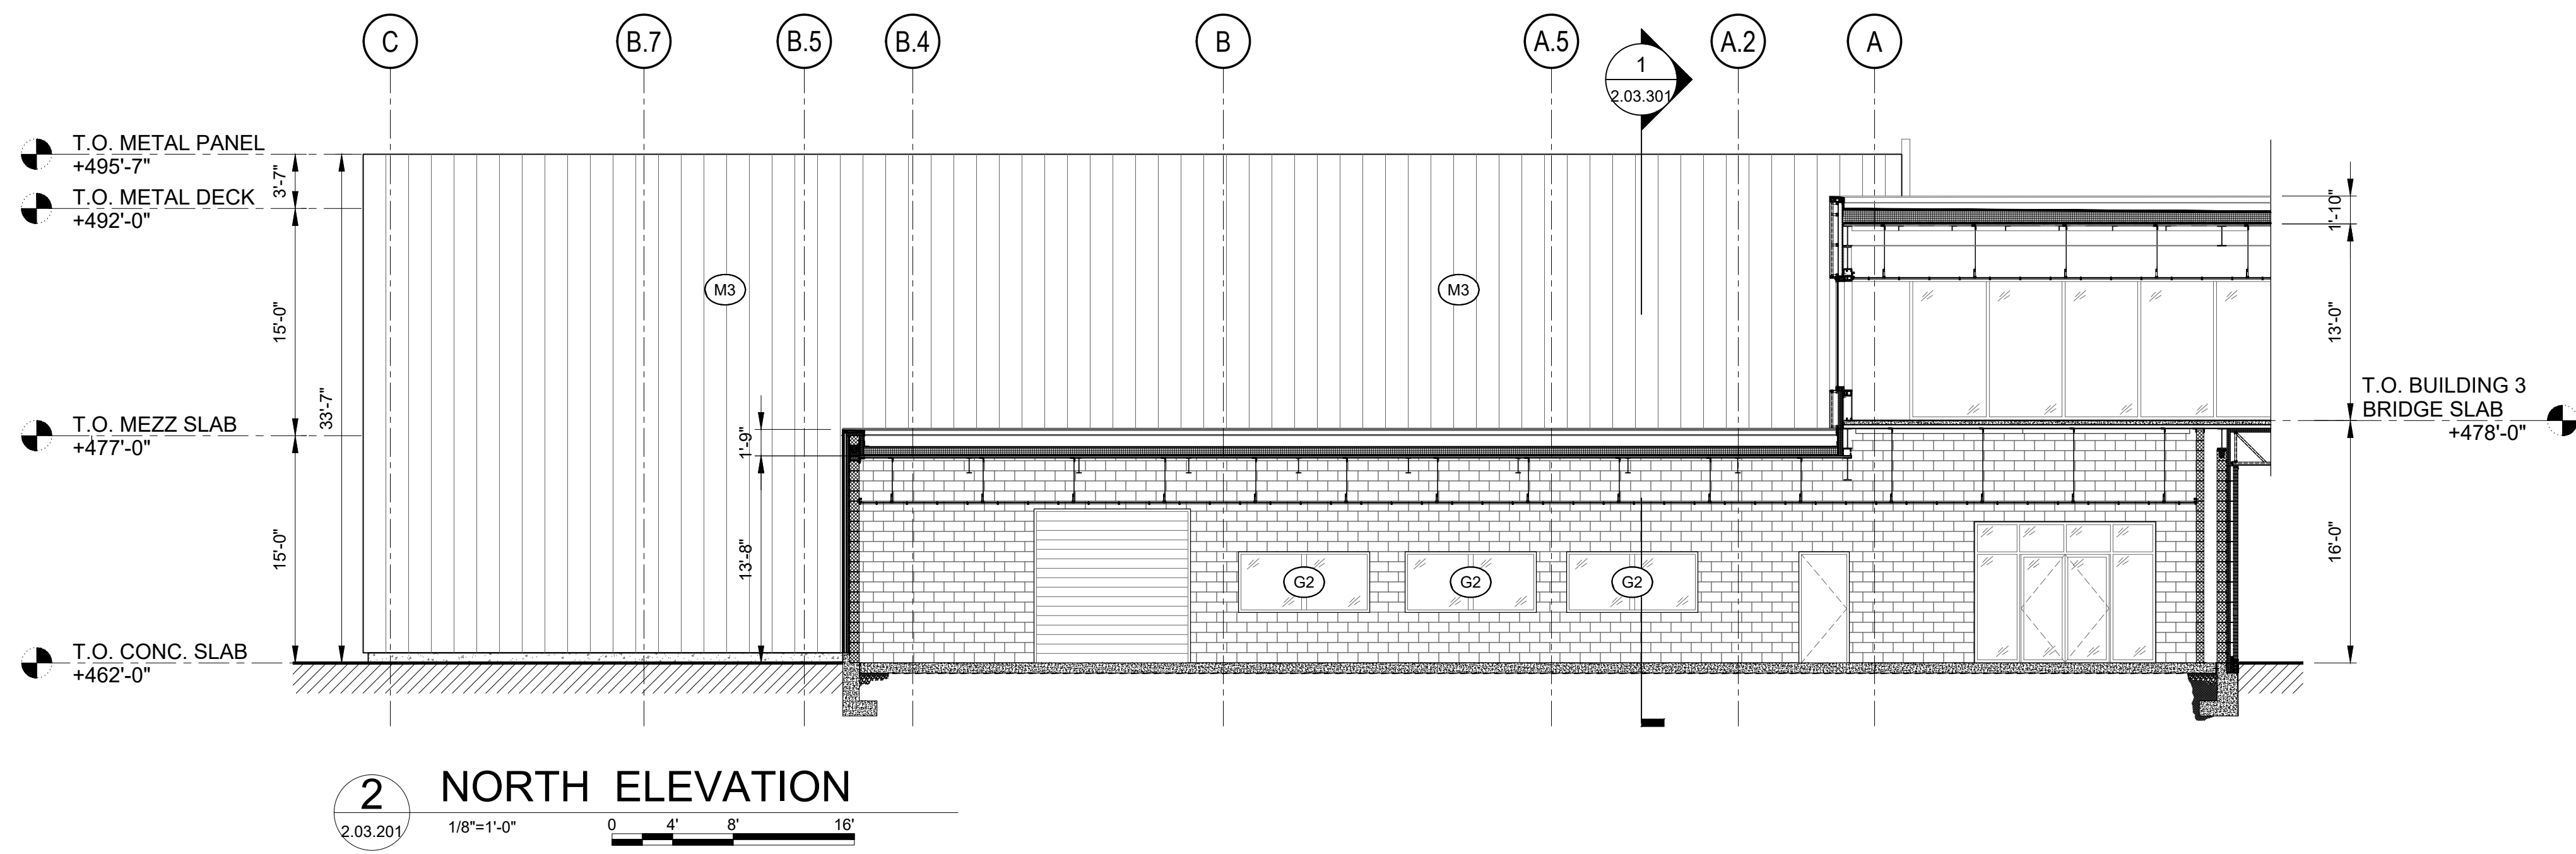 C
B.7
B.5
B.4
B
A.5
1
2.03.301
A.2
A
T.O. METAL PANEL
+495'-7"
T.O. METAL DECK
+492'-0"
T.O. MEZZ SLAB
+477'-0"
T.O. CONC. SLAB
+462'-0"
3'-7"
15'-0"
15'-0"
33'-7"
M3
M3
1'-9"
13'-8"
G2
G2
G2
1'-10"
13'-0"
16'-0"
T.O. BUILDING 3
BRIDGE SLAB
+478'-0"
2
2.03.201
NORTH ELEVATION
1/8"=1'-0"
0 4' 8' 16'